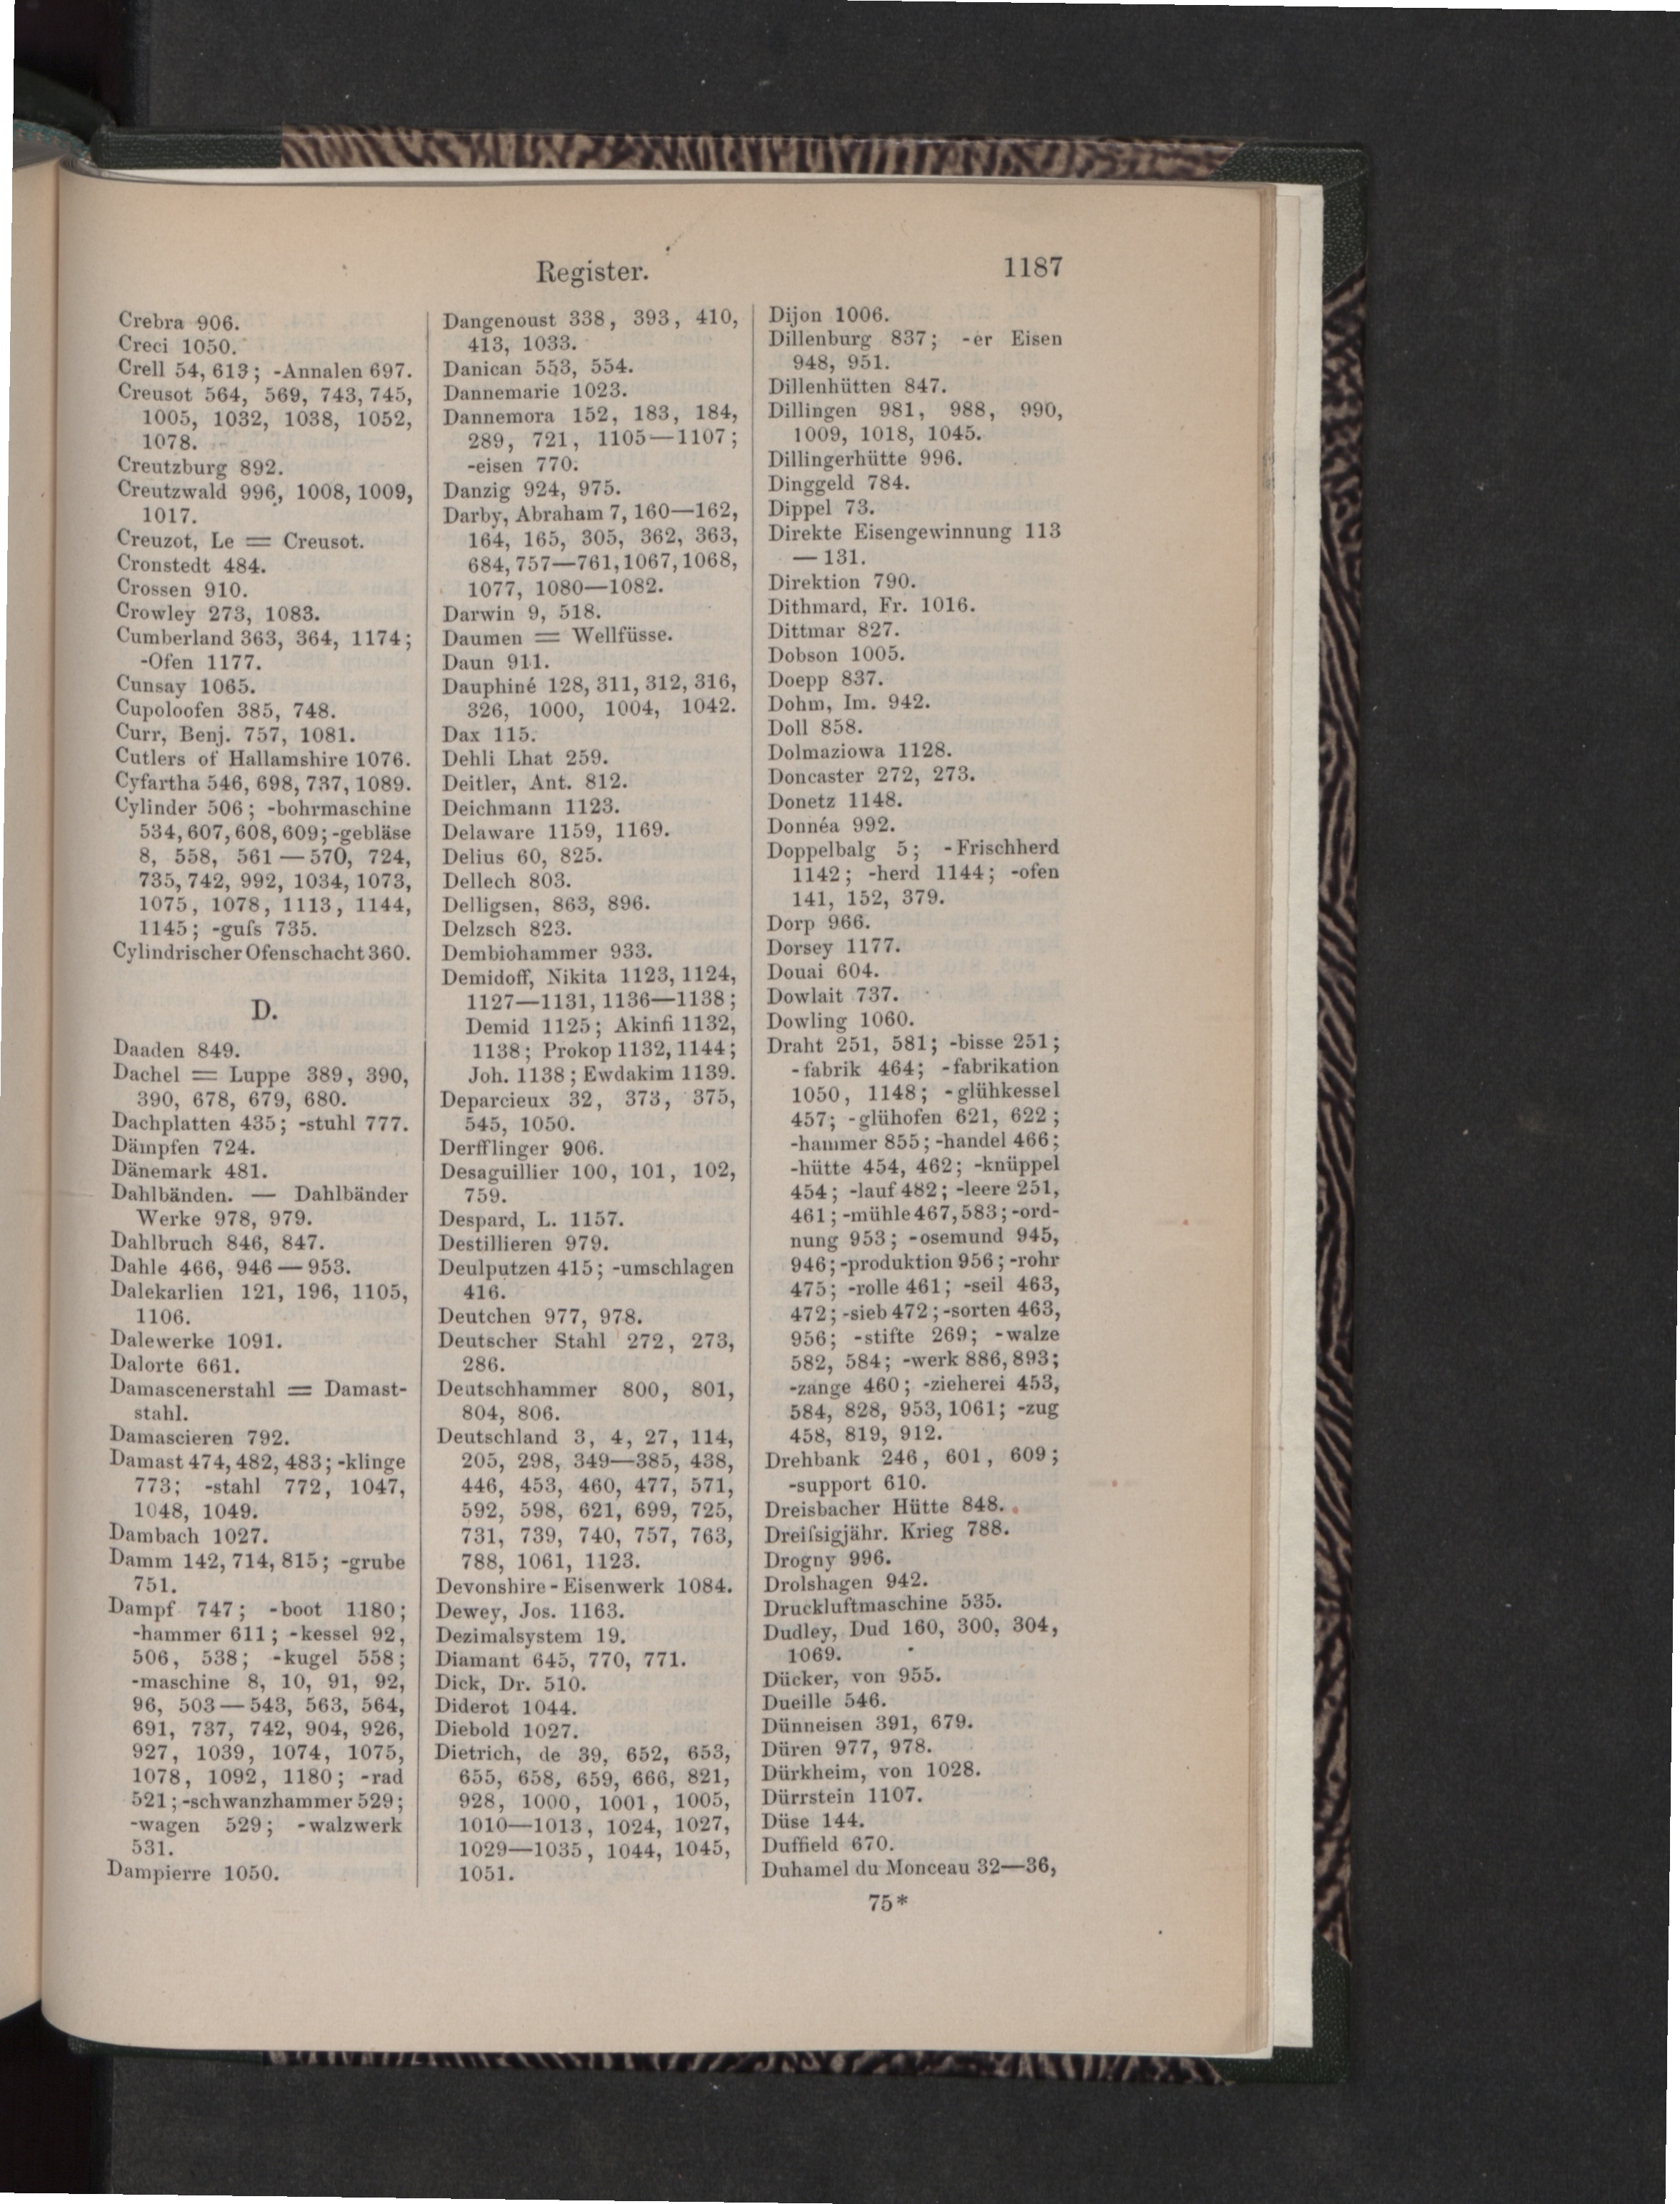 Register.
1187
Crebra 906.
Creci 1050.
Crell 54, 613; -Annalen 697.
Creusot 564, 569, 743, 745,
1005, 1032, 1038, 1052,
1078.
Creutzburg 892.
Creutzwald 996, 1008, 1009,
1017.
Creuzot, Le = Creusot.
Cronstedt 484.
Crossen 910.
Crowley 273, 1083.
Cumberland 363, 364, 1174;
-Ofen 1177.
Cunsay 1065.
Cupoloofen 385, 748.
Curr, Benj. 757, 1081.
Cutlers of Hallamshire 1076.
Cyfartha 546, 698, 737, 1089.
Cylinder 506; -bohrmaschine
534, 607, 608, 609; -gebläse
8, 558, 561 — 570, 724,
735, 742, 992, 1034, 1073,
1075, 1078, 1113, 1144,
1145; -guſs 735.
Cylindrischer Ofenschacht 360.
D.
Daaden 849.
Dachel = Luppe 389, 390,
390, 678, 679, 680.
Dachplatten 435; -stuhl 777.
Dämpfen 724.
Dänemark 481.
Dahlbänden. — Dahlbänder
Werke 978, 979.
Dahlbruch 846, 847.
Dahle 466, 946 — 953.
Dalekarlien 121, 196, 1105,
1106.
Dalewerke 1091.
Dalorte 661.
Damascenerstahl = Damast-
stahl.
Damascieren 792.
Damast 474, 482, 483; -klinge
773; -stahl 772, 1047,
1048, 1049.
Dambach 1027.
Damm 142, 714, 815; -grube
751.
Dampf 747; -boot 1180;
-hammer 611; -kessel 92,
506, 538; -kugel 558;
-maschine 8, 10, 91, 92,
96, 503 — 543, 563, 564,
691, 737, 742, 904, 926,
927, 1039, 1074, 1075,
1078, 1092, 1180; -rad
521; -schwanzhammer 529;
-wagen 529; -walzwerk
531.
Dampierre 1050.
Dangenoust 338, 393, 410,
413, 1033.
Danican 553, 554.
Dannemarie 1023.
Dannemora 152, 183, 184,
289, 721, 1105—1107;
-eisen 770.
Danzig 924, 975.
Darby, Abraham 7, 160—162,
164, 165, 305, 362, 363,
684, 757—761, 1067, 1068,
1077, 1080—1082.
Darwin 9, 518.
Daumen = Wellfüsse.
Daun 911.
Dauphiné 128, 311, 312, 316,
326, 1000, 1004, 1042.
Dax 115.
Dehli Lhat 259.
Deitler, Ant. 812.
Deichmann 1123.
Delaware 1159, 1169.
Delius 60, 825.
Dellech 803.
Delligsen, 863, 896.
Delzsch 823.
Dembiohammer 933.
Demidoff, Nikita 1123, 1124,
1127—1131, 1136—1138;
Demid 1125; Akinfi 1132,
1138; Prokop 1132, 1144;
Joh. 1138; Ewdakim 1139.
Deparcieux 32, 373, 375,
545, 1050.
Derfflinger 906.
Desaguillier 100, 101, 102,
759.
Despard, L. 1157.
Destillieren 979.
Deulputzen 415; -umschlagen
416.
Deutchen 977, 978.
Deutscher Stahl 272, 273,
286.
Deutschhammer 800, 801,
804, 806.
Deutschland 3, 4, 27, 114,
205, 298, 349—385, 438,
446, 453, 460, 477, 571,
592, 598, 621, 699, 725,
731, 739, 740, 757, 763,
788, 1061, 1123.
Devonshire-Eisenwerk 1084.
Dewey, Jos. 1163.
Dezimalsystem 19.
Diamant 645, 770, 771.
Dick, Dr. 510.
Diderot 1044.
Diebold 1027.
Dietrich, de 39, 652, 653,
655, 658, 659, 666, 821,
928, 1000, 1001, 1005,
1010—1013, 1024, 1027,
1029—1035, 1044, 1045,
1051.
Dijon 1006.
Dillenburg 837; -er Eisen
948, 951.
Dillenhütten 847.
Dillingen 981, 988, 990,
1009, 1018, 1045.
Dillingerhütte 996.
Dinggeld 784.
Dippel 73.
Direkte Eisengewinnung 113
— 131.
Direktion 790.
Dithmard, Fr. 1016.
Dittmar 827.
Dobson 1005.
Doepp 837.
Dohm, Im. 942.
Doll 858.
Dolmaziowa 1128.
Doncaster 272, 273.
Donetz 1148.
Donnéa 992.
Doppelbalg 5; -Frischherd
1142; -herd 1144; -ofen
141, 152, 379.
Dorp 966.
Dorsey 1177.
Douai 604.
Dowlait 737.
Dowling 1060.
Draht 251, 581; -bisse 251;
-fabrik 464; -fabrikation
1050, 1148; -glühkessel
457; -glühofen 621, 622;
-hammer 855; -handel 466;
-hütte 454, 462; -knüppel
454; -lauf 482; -leere 251,
461; -mühle 467, 583; -ord-
nung 953; -osemund 945,
946; -produktion 956; -rohr
475; -rolle 461; -seil 463,
472; -sieb 472; -sorten 463,
956; -stifte 269; -walze
582, 584; -werk 886, 893;
-zange 460; -zieherei 453,
584, 828, 953, 1061; -zug
458, 819, 912.
Drehbank 246, 601, 609;
-support 610.
Dreisbacher Hütte 848.
Dreiſsigjähr. Krieg 788.
Drogny 996.
Drolshagen 942.
Druckluftmaschine 535.
Dudley, Dud 160, 300, 304,
1069.
Dücker, von 955.
Dueille 546.
Dünneisen 391, 679.
Düren 977, 978.
Dürkheim, von 1028.
Dürrstein 1107.
Düse 144.
Duffield 670.
Duhamel du Monceau 32—36,
75*